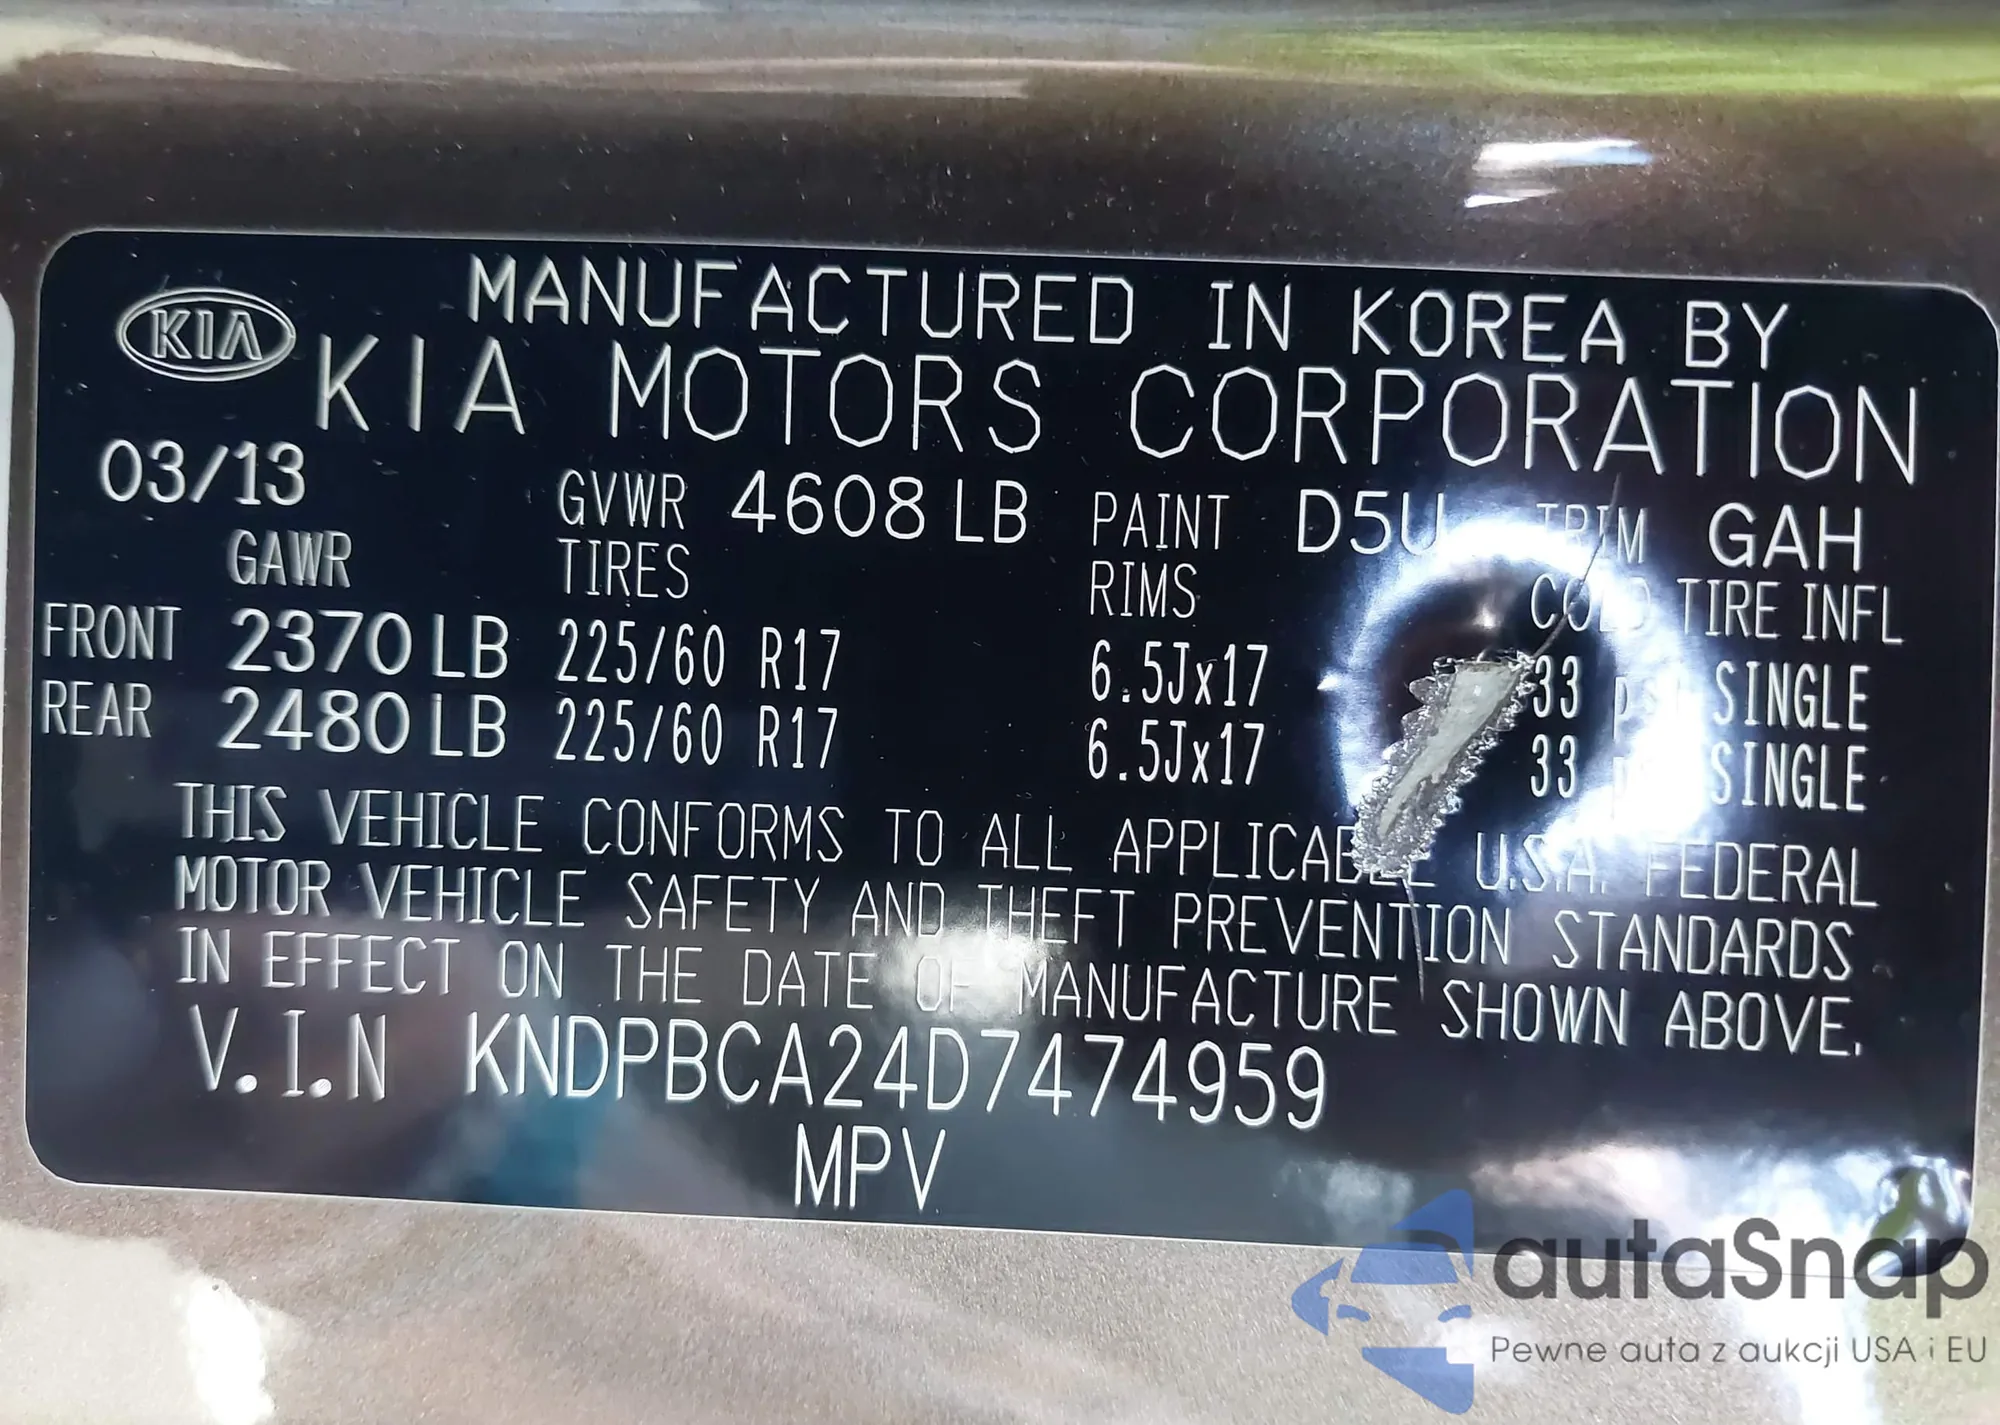 MANUFACTURED IN KOREA BY
KIA KIA MOTORS CORPORATION
03/13 GVWR 4608 LB PAINT D5U TRIM GAH
GAWR TIRES RIMS COLD TIRE INFL
FRONT 2370 LB 225/60 R17 6.5Jx17 33 psi SINGLE
REAR 2480 LB 225/60 R17 6.5Jx17 33 SINGLE
THIS VEHICLE CONFORMS TO ALL APPLICABLE U.S.A. FEDERAL
MOTOR VEHICLE SAFETY AND THEFT PREVENTION STANDARDS
IN EFFECT ON THE DATE OF MANUFACTURE SHOWN ABOVE.
V.I.N KNDPBCA24D7474959
MPV
autaSnap
Pewne auta z aukcji USA i EU